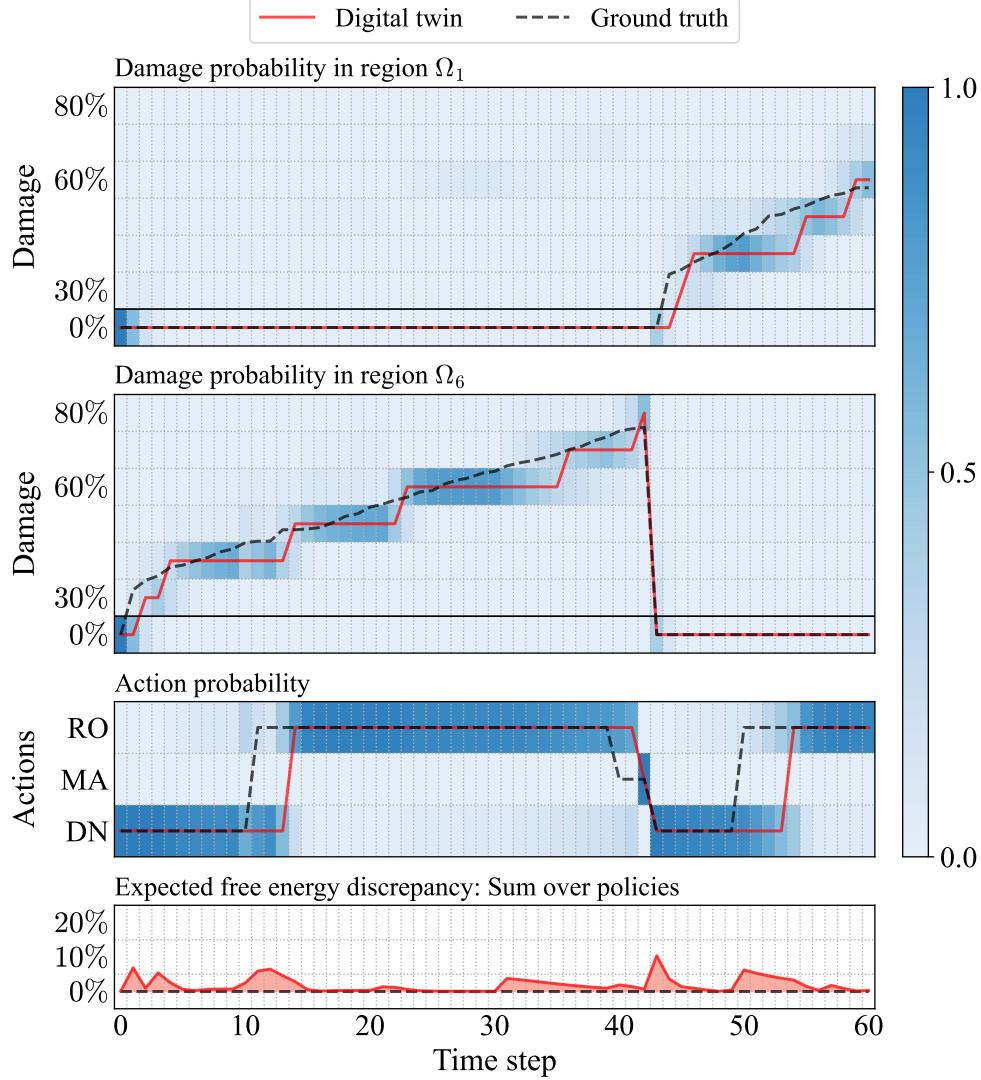 Digital twin
Ground truth
Damage probability in region Ω₁
80%
60%
30%
0%
Damage
1.0
0.5
0.0
Damage probability in region Ω₆
80%
60%
30%
0%
Damage
Action probability
RO
MA
DN
Actions
Expected free energy discrepancy: Sum over policies
20%
10%
0%
0 10 20 30 40 50 60
Time step